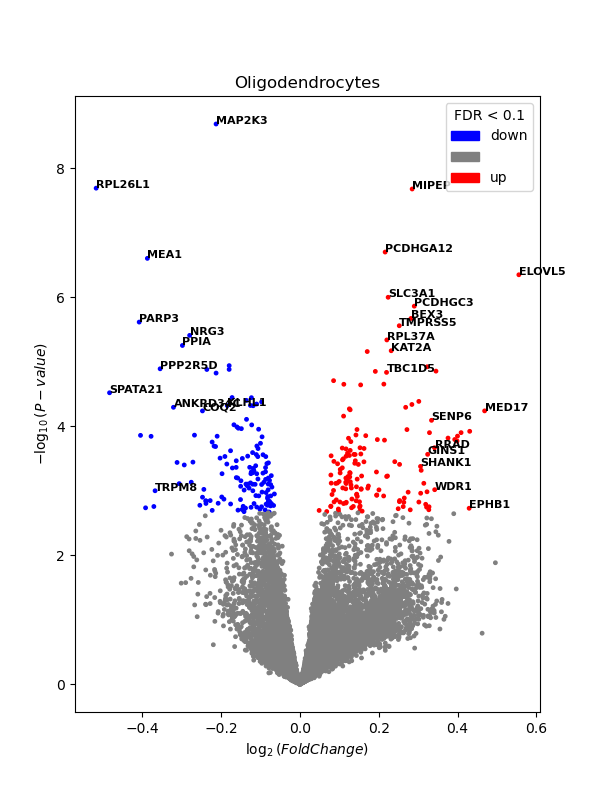 Oligodendrocytes
FDR < 0.1
down
up
MAP2K3
RPL26L1
MIPEP
PCDHGA12
MEA1
ELOVL5
SLC3A1
PCDHGC3
BEX3
PARP3
TMPRSS5
NRG3
RPL37A
PPIA
KAT2A
PPP2R5D
TBC1D5
SPATA21
ANKRD34C
COQ2
MED17
SENP6
RRAD
GINS1
SHANK1
TRPM8
WDR1
EPHB1
8
6
4
2
0
−0.4
−0.2
0.0
0.2
0.4
0.6
log2(FoldChange)
−log10(P − value)